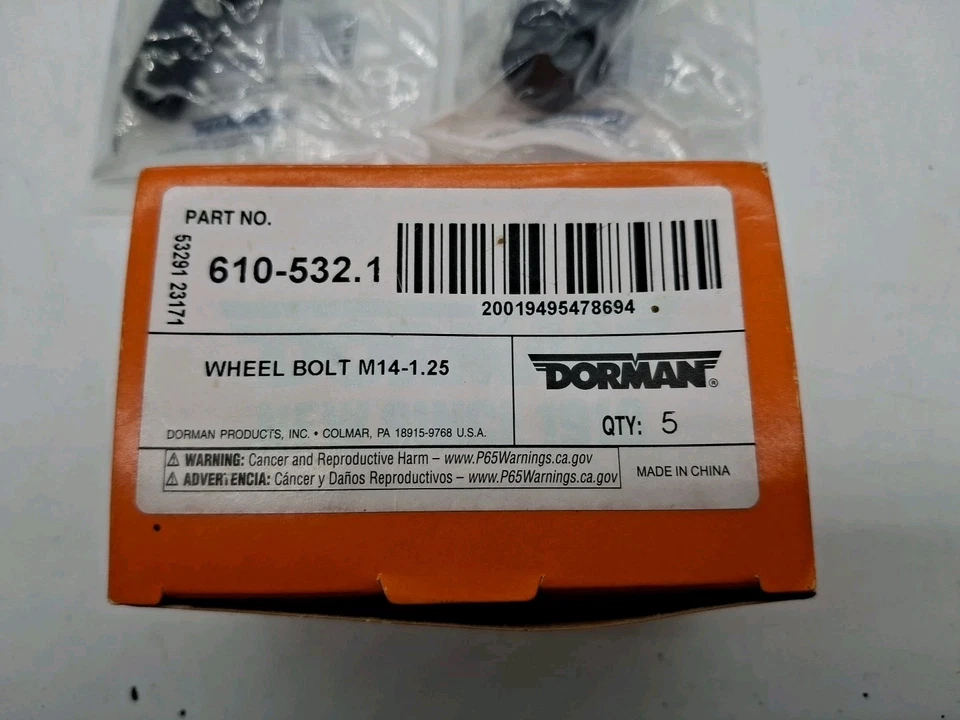 PART NO.
53291 23171
610-532.1
20019495478694
WHEEL BOLT M14-1.25
DORMAN®
QTY: 5
DORMAN PRODUCTS, INC. • COLMAR, PA 18915-9768 U.S.A.
⚠ WARNING: Cancer and Reproductive Harm – www.P65Warnings.ca.gov
⚠ ADVERTENCIA: Cáncer y Daños Reproductivos – www.P65Warnings.ca.gov
MADE IN CHINA